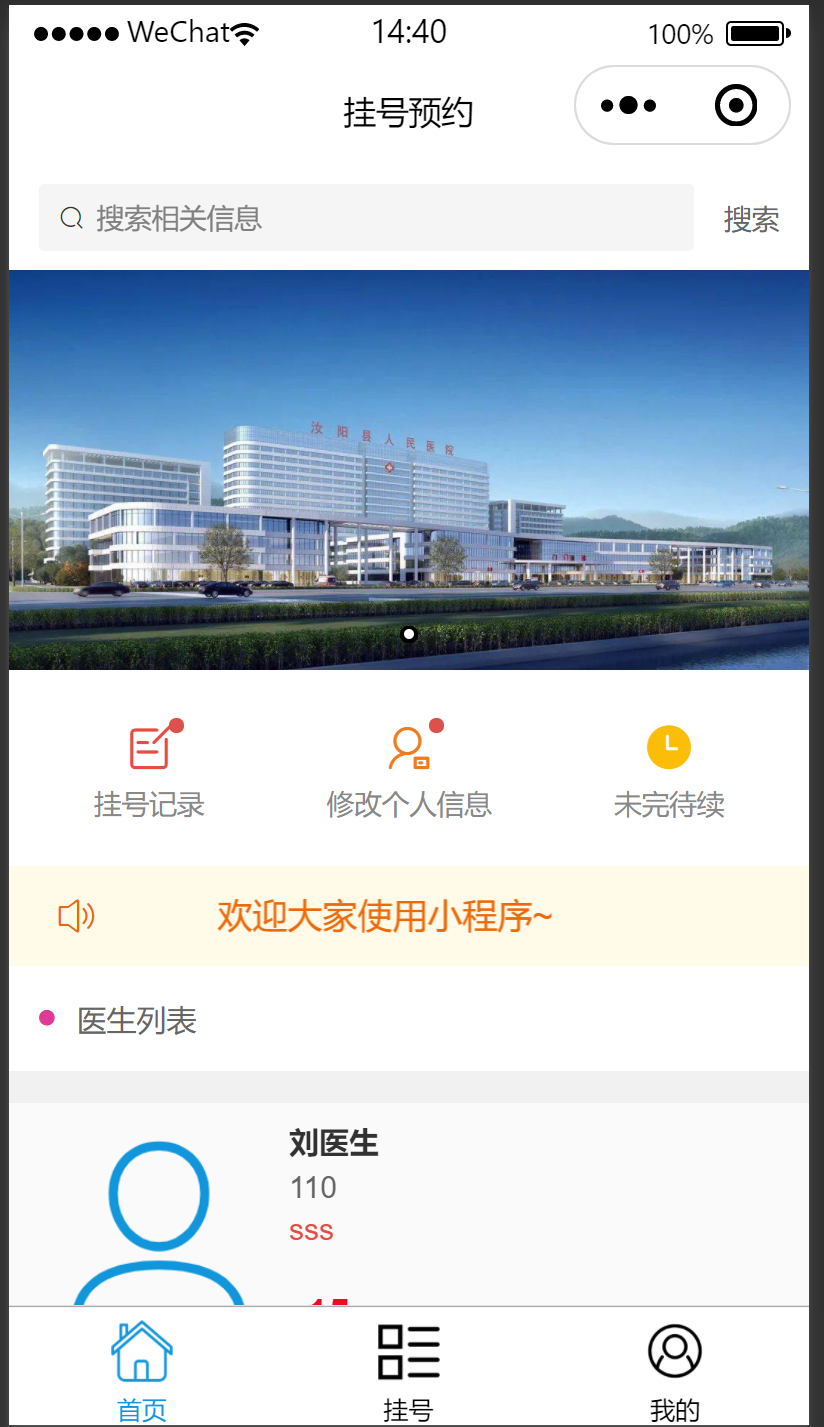 WeChat 14:40 100%
挂号预约
搜索相关信息 搜索
汝阳县人民医院
挂号记录 修改个人信息 未完待续
欢迎大家使用小程序~
医生列表
刘医生
110
sss
首页 挂号 我的